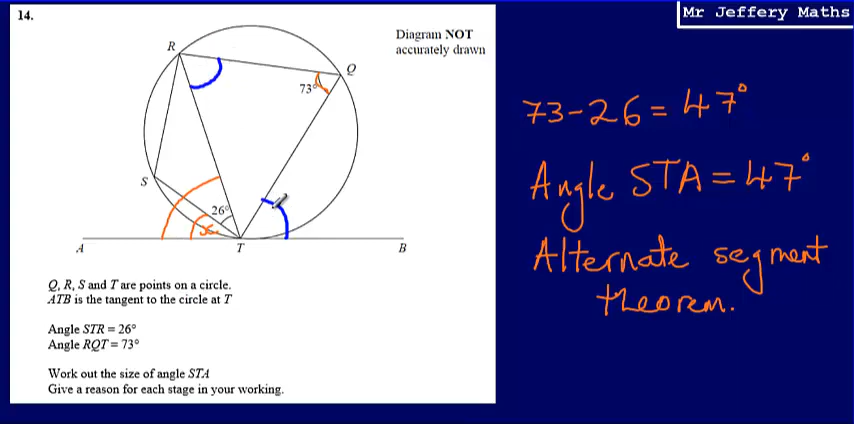 14.
Mr Jeffery Maths
Diagram NOT
accurately drawn
R
Q
73°
S
26°
x
A
T
B
73-26= 47°
Angle STA=47°
Alternate segment
theorem.
Q, R, S and T are points on a circle.
ATB is the tangent to the circle at T
Angle STR = 26°
Angle RQT = 73°
Work out the size of angle STA
Give a reason for each stage in your working.